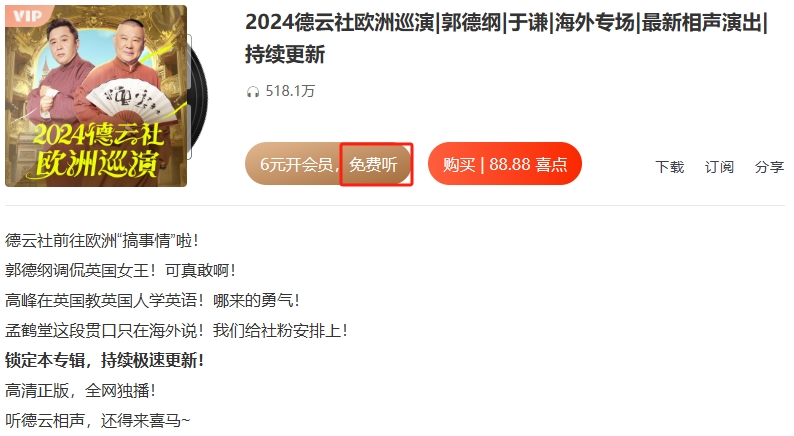 VIP
2024德云社
欧洲巡演
2024德云社欧洲巡演|郭德纲|于谦|海外专场|最新相声演出|
持续更新
518.1万
6元开会员，免费听
购买 | 88.88 喜点
下载 订阅 分享
德云社前往欧洲“搞事情”啦！
郭德纲调侃英国女王！可真敢啊！
高峰在英国教英国人学英语！哪来的勇气！
孟鹤堂这段贯口只在海外说！我们给社粉安排上！
锁定本专辑，持续极速更新！
高清正版，全网独播！
听德云相声，还得来喜马~